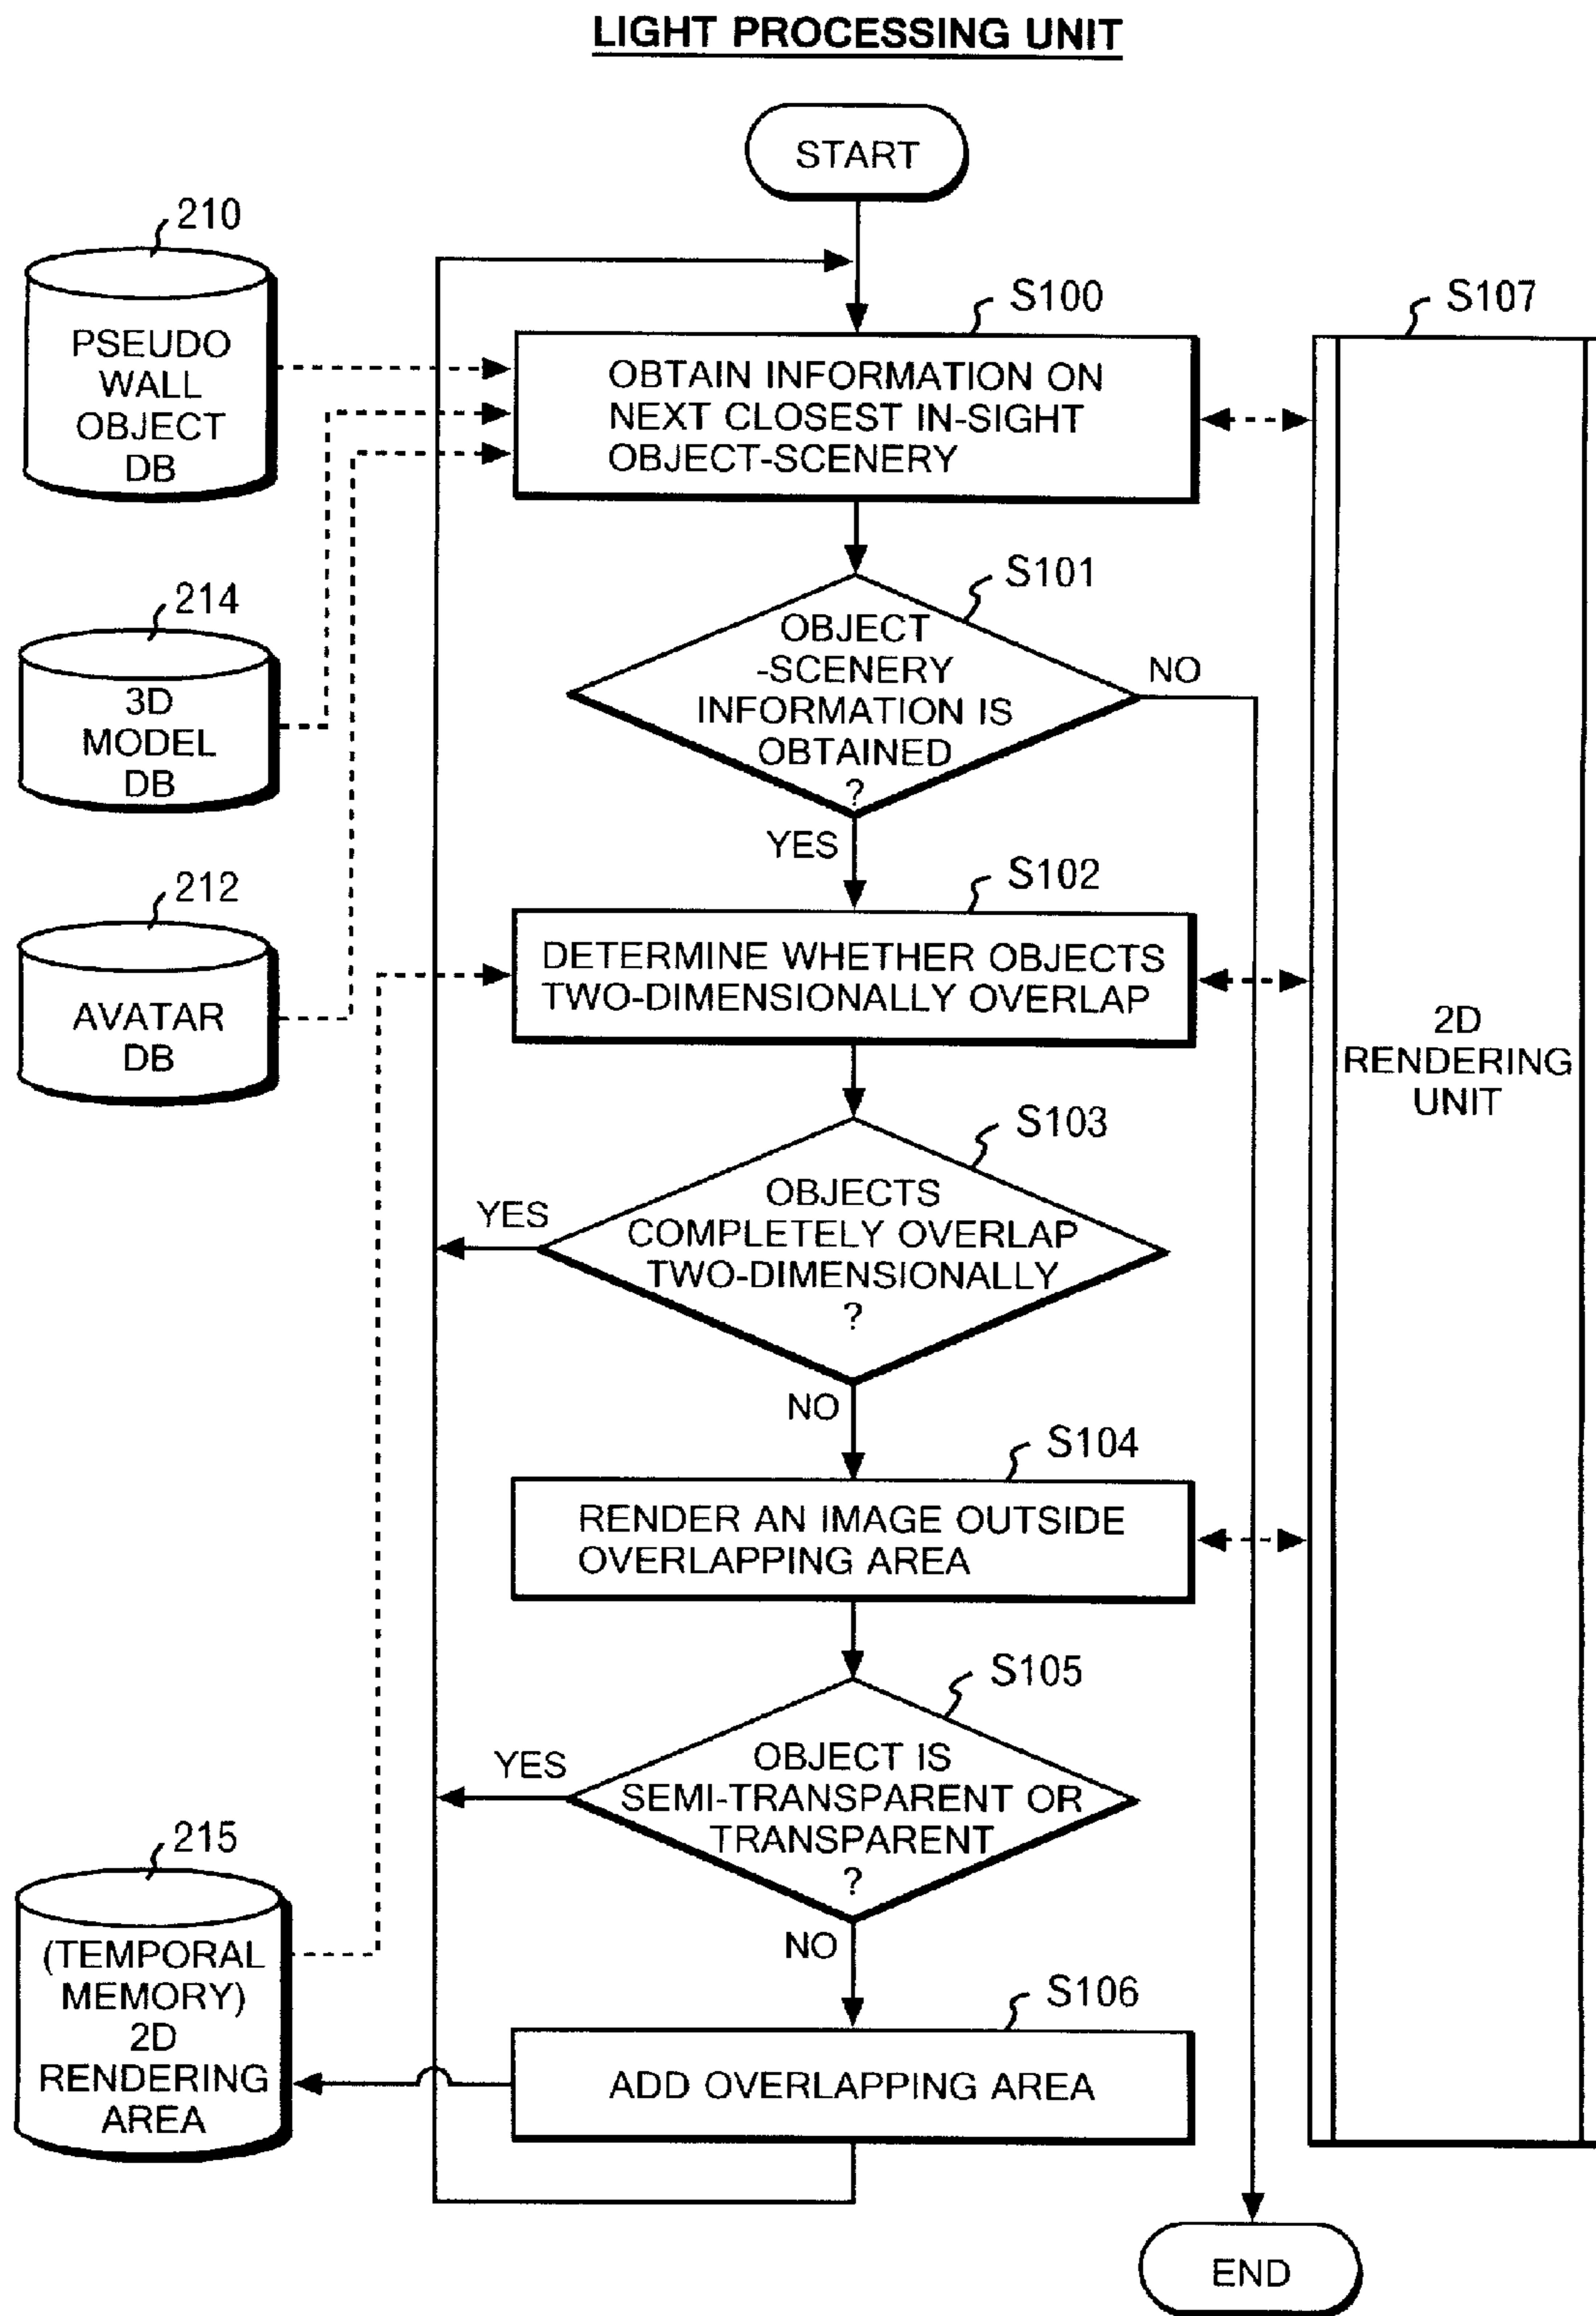 LIGHT PROCESSING UNIT
START
210
PSEUDO
WALL
OBJECT
DB
S100
OBTAIN INFORMATION ON
NEXT CLOSEST IN-SIGHT
OBJECT-SCENERY
S107
2D
RENDERING
UNIT
214
3D
MODEL
DB
S101
OBJECT
-SCENERY
INFORMATION IS
OBTAINED
?
NO
YES
212
AVATAR
DB
S102
DETERMINE WHETHER OBJECTS
TWO-DIMENSIONALLY OVERLAP
S103
OBJECTS
COMPLETELY OVERLAP
TWO-DIMENSIONALLY
?
YES
NO
S104
RENDER AN IMAGE OUTSIDE
OVERLAPPING AREA
S105
OBJECT IS
SEMI-TRANSPARENT OR
TRANSPARENT
?
YES
NO
215
(TEMPORAL
MEMORY)
2D
RENDERING
AREA
S106
ADD OVERLAPPING AREA
END